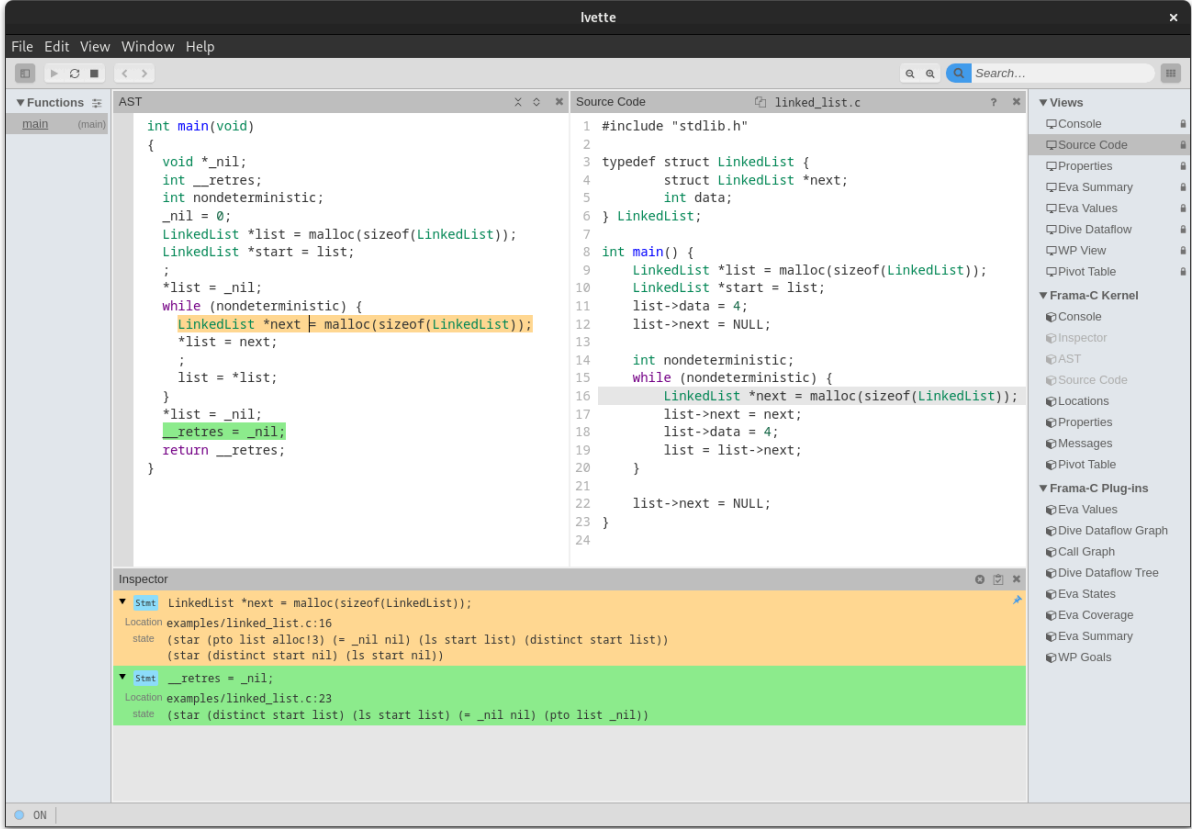 Ivette
File Edit View Window Help
Search…
Functions
main (main)
AST
int main(void)
{
void *_nil;
int __retres;
int nondeterministic;
_nil = 0;
LinkedList *list = malloc(sizeof(LinkedList));
LinkedList *start = list;
;
*list = _nil;
while (nondeterministic) {
LinkedList *next = malloc(sizeof(LinkedList));
*list = next;
;
list = *list;
}
*list = _nil;
__retres = _nil;
return __retres;
}
Source Code linked_list.c ?
1 #include "stdlib.h"
2
3 typedef struct LinkedList {
4 struct LinkedList *next;
5 int data;
6 } LinkedList;
7
8 int main() {
9 LinkedList *list = malloc(sizeof(LinkedList));
10 LinkedList *start = list;
11 list->data = 4;
12 list->next = NULL;
13
14 int nondeterministic;
15 while (nondeterministic) {
16 LinkedList *next = malloc(sizeof(LinkedList));
17 list->next = next;
18 list->data = 4;
19 list = list->next;
20 }
21
22 list->next = NULL;
23 }
24
Inspector
Stmt LinkedList *next = malloc(sizeof(LinkedList));
Location examples/linked_list.c:16
state (star (pto list alloc!3) (= _nil nil) (ls start list) (distinct start list))
(star (distinct start nil) (ls start nil))
Stmt __retres = _nil;
Location examples/linked_list.c:23
state (star (distinct start list) (ls start list) (= _nil nil) (pto list _nil))
Views
Console
Source Code
Properties
Eva Summary
Eva Values
Dive Dataflow
WP View
Pivot Table
Frama-C Kernel
Console
Inspector
AST
Source Code
Locations
Properties
Messages
Pivot Table
Frama-C Plug-ins
Eva Values
Dive Dataflow Graph
Call Graph
Dive Dataflow Tree
Eva States
Eva Coverage
Eva Summary
WP Goals
ON